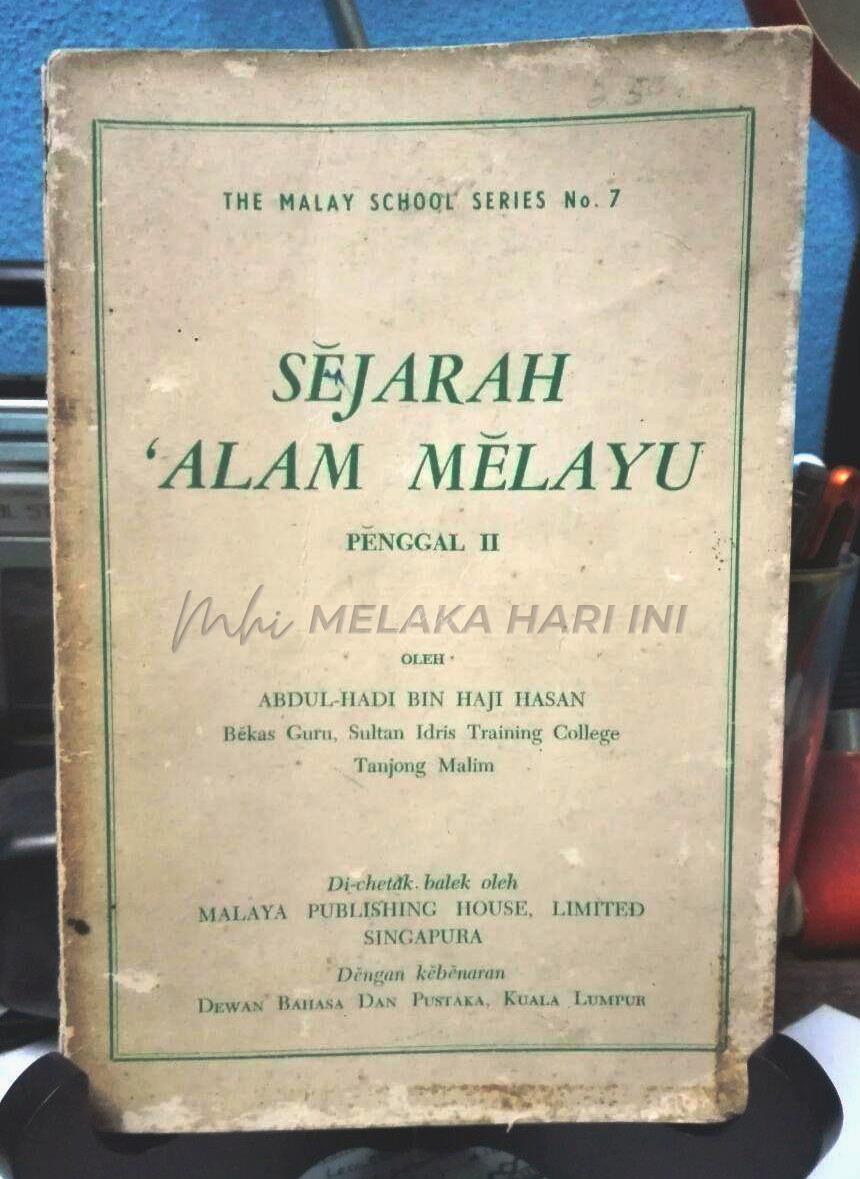 THE MALAY SCHOOL SERIES No. 7
SĔJARAH
‘ALAM MĔLAYU
PĔNGGAL II
Mhi MELAKA HARI INI
OLEH
ABDUL-HADI BIN HAJI HASAN
Bĕkas Guru, Sultan Idris Training College
Tanjong Malim
Di-chetak balek oleh
MALAYA PUBLISHING HOUSE, LIMITED
SINGAPURA
Dĕngan kĕbĕnaran
DEWAN BAHASA DAN PUSTAKA, KUALA LUMPUR